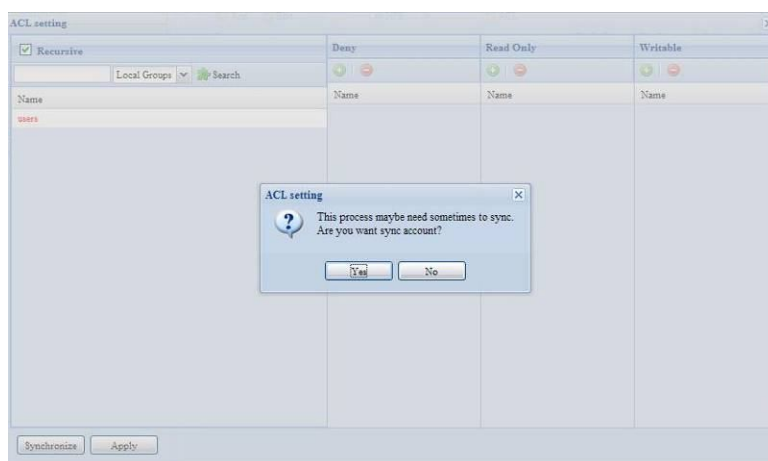 ACL setting
Recursive
Deny
Read Only
Writable
Local Groups
Search
Name
Name
Name
Name
users
ACL setting
This process maybe need sometimes to sync.
Are you want sync account?
Yes
No
Synchronize
Apply